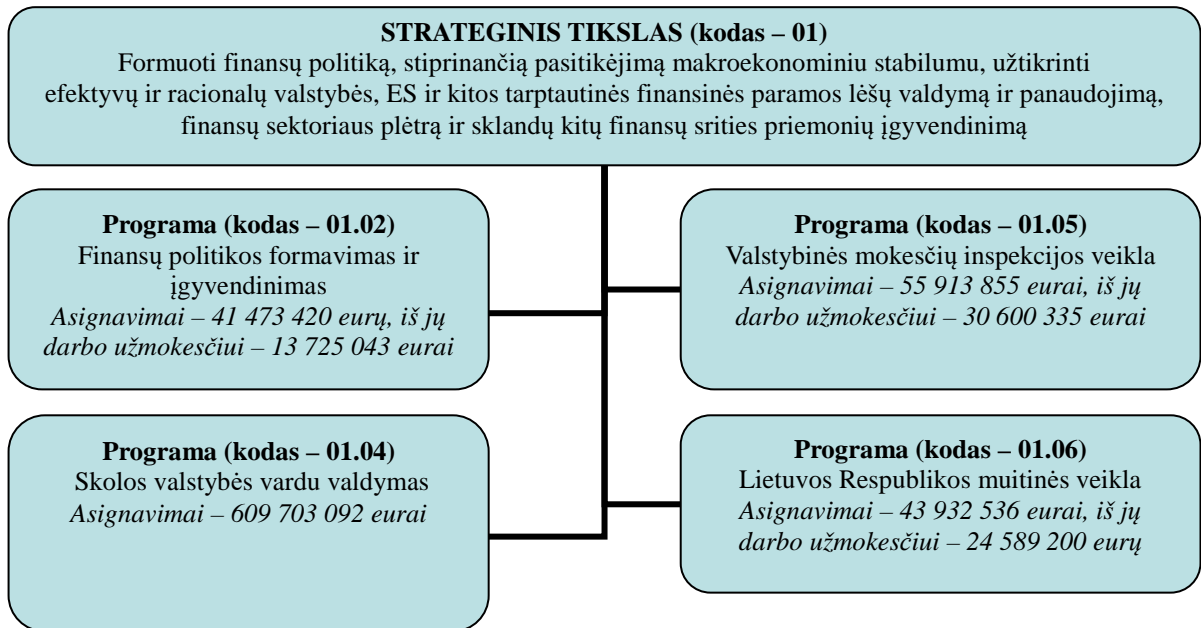 STRATEGINIS TIKSLAS (kodas – 01)
Formuoti finansų politiką, stiprinančią pasitikėjimą makroekonominiu stabilumu, užtikrinti
efektyvų ir racionalų valstybės, ES ir kitos tarptautinės finansinės paramos lėšų valdymą ir panaudojimą,
finansų sektoriaus plėtrą ir sklandų kitų finansų srities priemonių įgyvendinimą
Programa (kodas – 01.02)
Finansų politikos formavimas ir
įgyvendinimas
Asignavimai – 41 473 420 eurų, iš jų
darbo užmokesčiui – 13 725 043 eurai
Programa (kodas – 01.05)
Valstybinės mokesčių inspekcijos veikla
Asignavimai – 55 913 855 eurai, iš jų
darbo užmokesčiui – 30 600 335 eurai
Programa (kodas – 01.04)
Skolos valstybės vardu valdymas
Asignavimai – 609 703 092 eurai
Programa (kodas – 01.06)
Lietuvos Respublikos muitinės veikla
Asignavimai – 43 932 536 eurai, iš jų
darbo užmokesčiui – 24 589 200 eurų